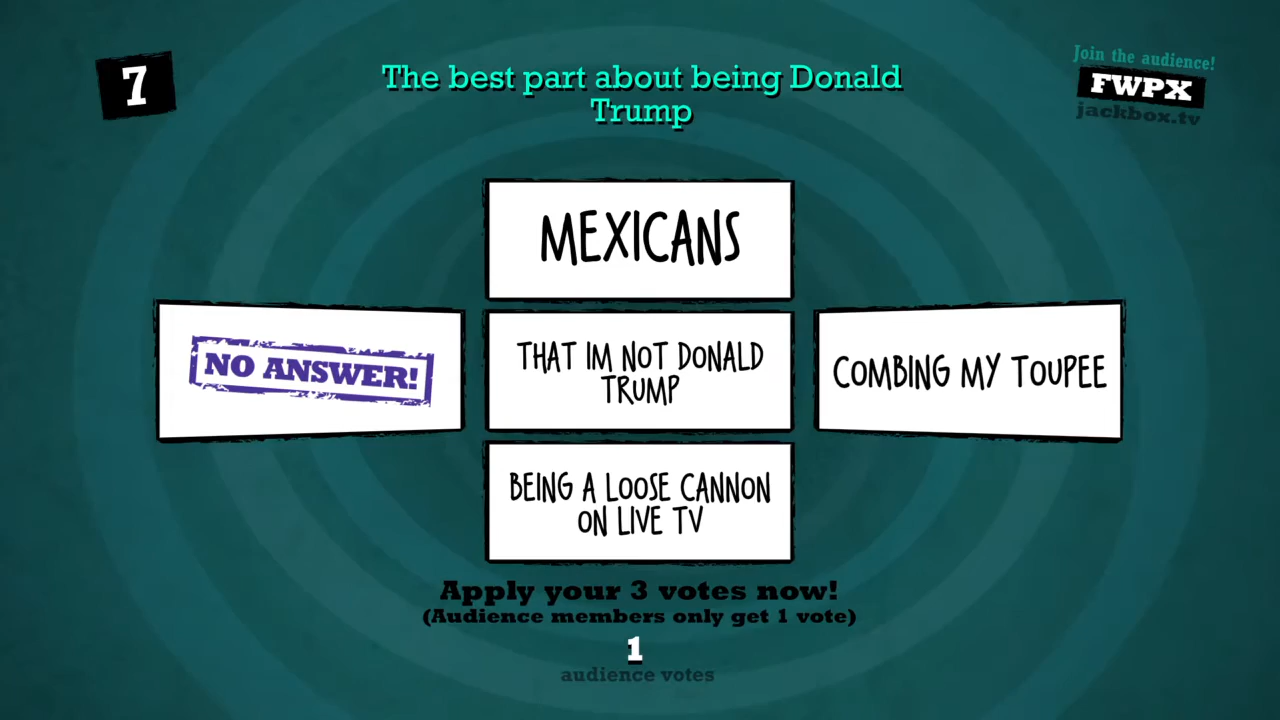 7
The best part about being Donald
Trump
Join the audience!
FWPX
jackbox.tv
MEXICANS
NO ANSWER!
THAT IM NOT DONALD
TRUMP
COMBING MY TOUPEE
BEING A LOOSE CANNON
ON LIVE TV
Apply your 3 votes now!
(Audience members only get 1 vote)
1
audience votes